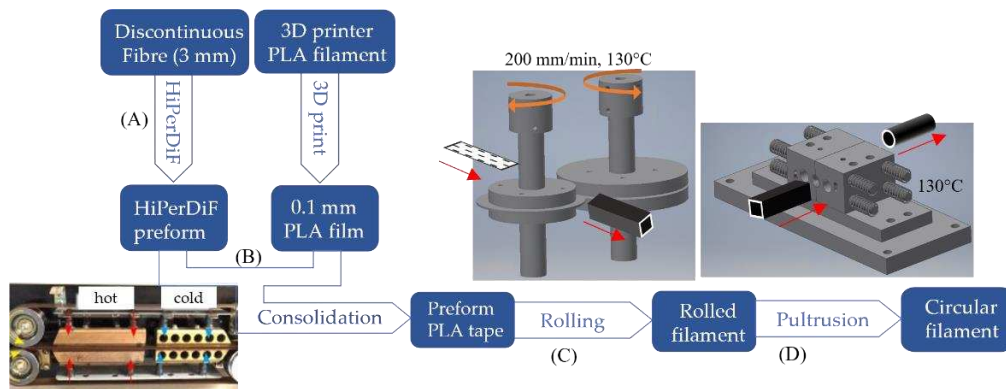 Discontinuous
Fibre (3 mm)
3D printer
PLA filament
(A)
HiPerDiF
3D print
HiPerDiF
preform
0.1 mm
PLA film
(B)
hot
cold
Consolidation
Preform
PLA tape
Rolling
(C)
Rolled
filament
Pultrusion
(D)
Circular
filament
200 mm/min, 130°C
130°C